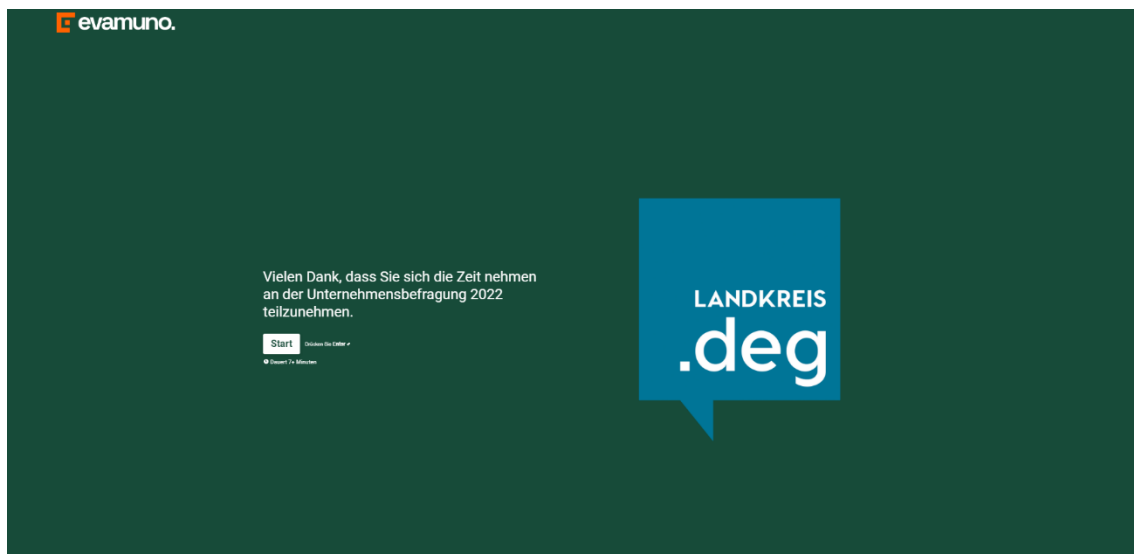 evamuno.
Vielen Dank, dass Sie sich die Zeit nehmen
an der Unternehmensbefragung 2022
teilzunehmen.
Start Drücken Sie Enter
Dauert 7+ Minuten
LANDKREIS
.deg